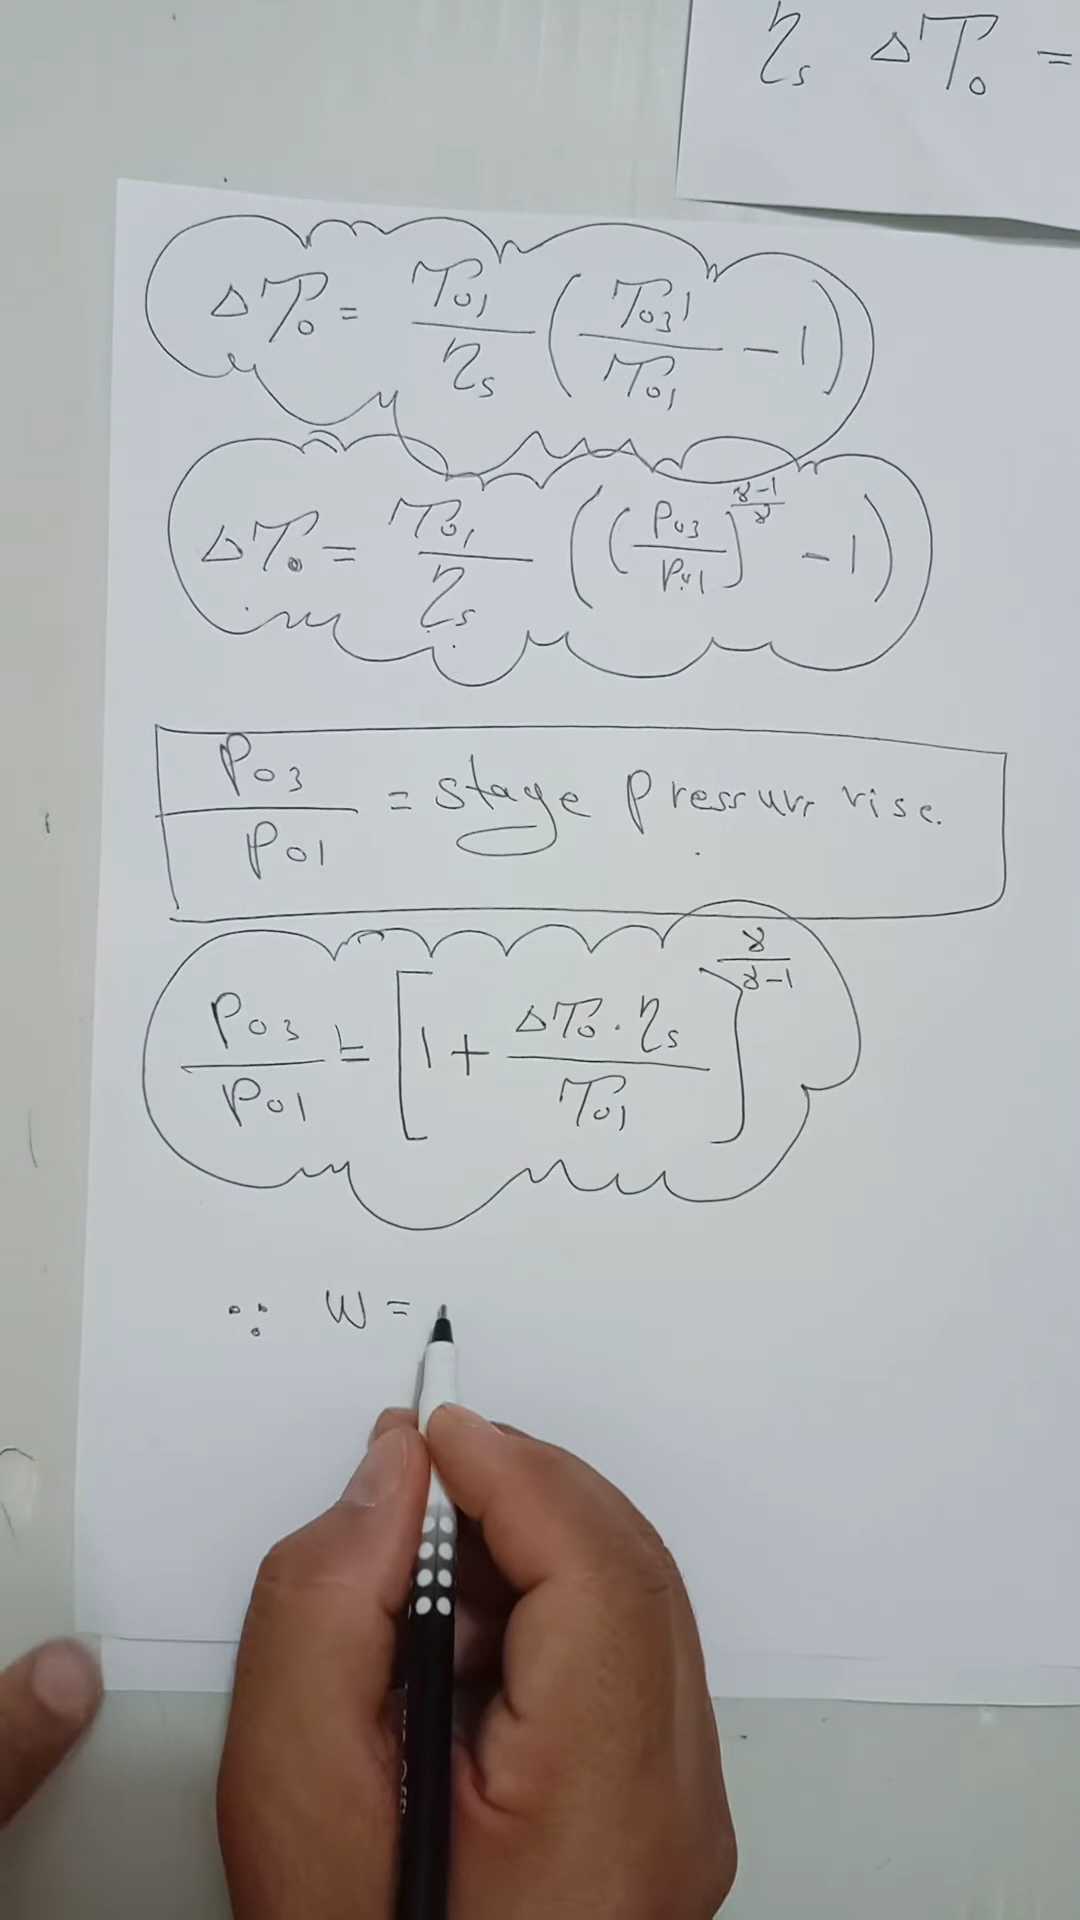 ηs ΔT0 =
ΔT0 = T01/ηs (T03'/T01 - 1)
ΔT0 = T01/ηs ((P03/P01)^(γ-1)/γ - 1)
P03/P01 = stage pressure rise.
P03/P01 = [1 + ΔT0.ηs/T01]^γ/(γ-1)
∵ W =